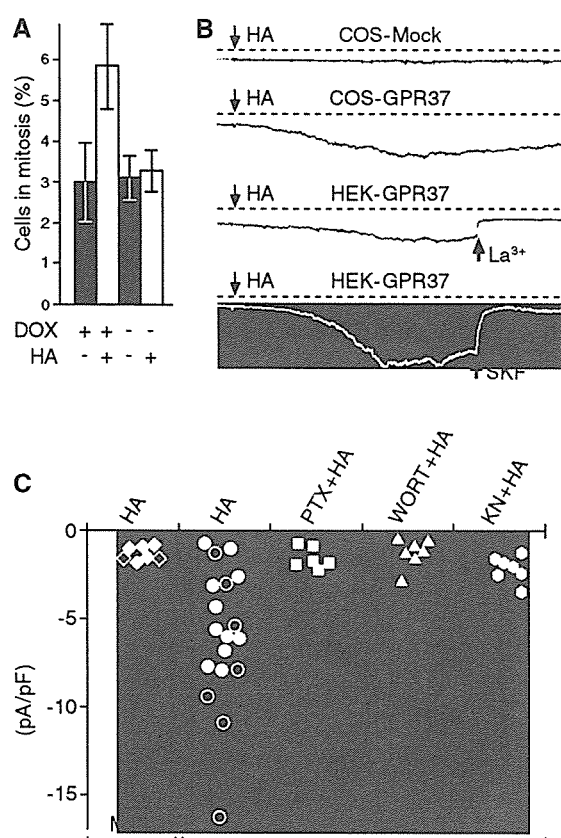 A
B
Cells in mitosis (%)
6
5
4
3
2
1
0
DOX + + - -
HA - + - +
HA COS-Mock
HA COS-GPR37
HA HEK-GPR37
La³⁺
HA HEK-GPR37
SKF
C
HA
HA
PTX+HA
WORT+HA
KN+HA
(pA/pF)
0
-5
-10
-15